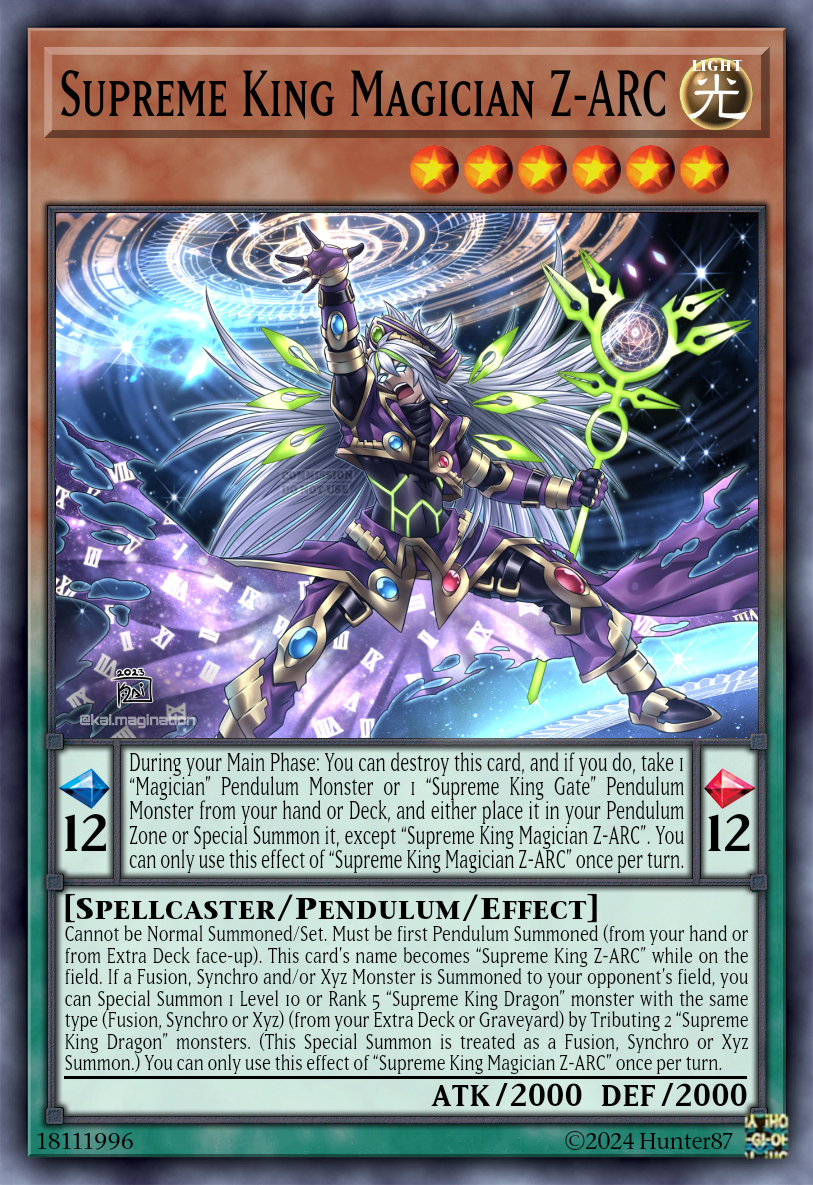 SUPREME KING MAGICIAN Z-ARC
LIGHT
光
COMMISSION
DO NOT USE
2023
KAI
@kai.magination
12
During your Main Phase: You can destroy this card, and if you do, take 1
“Magician” Pendulum Monster or 1 “Supreme King Gate” Pendulum
Monster from your hand or Deck, and either place it in your Pendulum
Zone or Special Summon it, except “Supreme King Magician Z-ARC”. You
can only use this effect of “Supreme King Magician Z-ARC” once per turn.
12
[SPELLCASTER/PENDULUM/EFFECT]
Cannot be Normal Summoned/Set. Must be first Pendulum Summoned (from your hand or
from Extra Deck face-up). This card’s name becomes “Supreme King Z-ARC” while on the
field. If a Fusion, Synchro and/or Xyz Monster is Summoned to your opponent’s field, you
can Special Summon 1 Level 10 or Rank 5 “Supreme King Dragon” monster with the same
type (Fusion, Synchro or Xyz) (from your Extra Deck or Graveyard) by Tributing 2 “Supreme
King Dragon” monsters. (This Special Summon is treated as a Fusion, Synchro or Xyz
Summon.) You can only use this effect of “Supreme King Magician Z-ARC” once per turn.
ATK/2000 DEF/2000
18111996
©2024 Hunter87